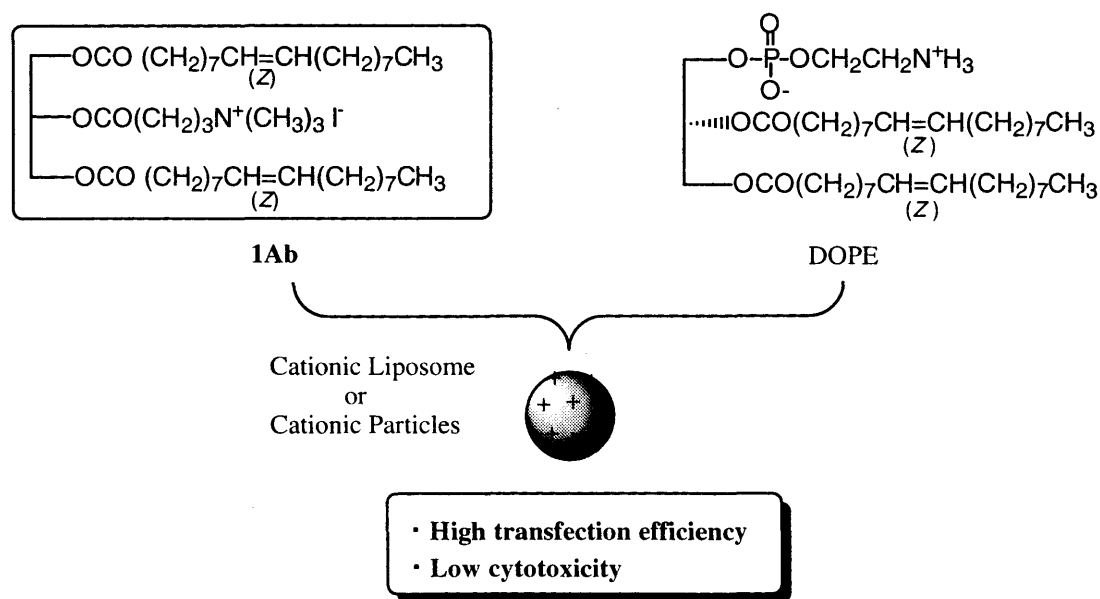 OCO (CH₂)₇CH=CH(CH₂)₇CH₃
(Z)
OCO(CH₂)₃N⁺(CH₃)₃ I⁻
OCO (CH₂)₇CH=CH(CH₂)₇CH₃
(Z)
1Ab
O
O-P-OCH₂CH₂N⁺H₃
O-
OCO(CH₂)₇CH=CH(CH₂)₇CH₃
(Z)
OCO(CH₂)₇CH=CH(CH₂)₇CH₃
(Z)
DOPE
Cationic Liposome
or
Cationic Particles
+
+ +
+
· High transfection efficiency
· Low cytotoxicity